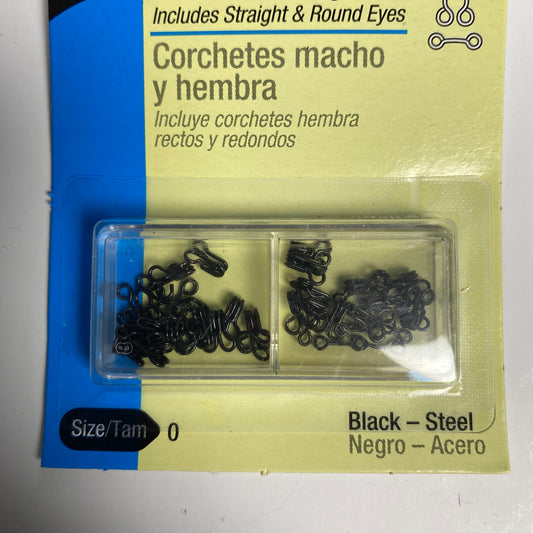 Includes Straight & Round Eyes
Corchetes macho
y hembra
Incluye corchetes hembra
rectos y redondos
Size/Tam 0
Black – Steel
Negro – Acero